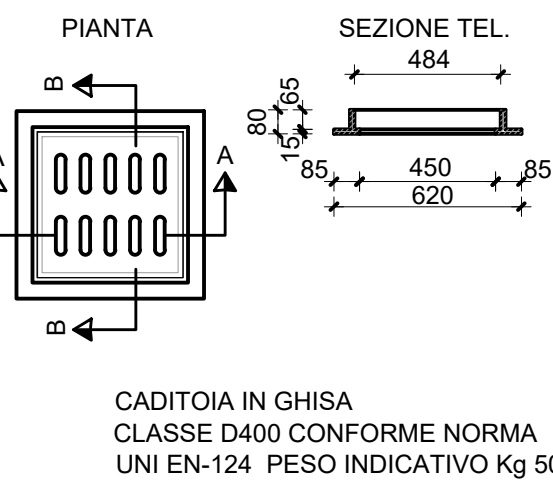 PIANTA
SEZIONE TEL.
484
B
65
80
15
A
A
85
450
85
620
B
CADITOIA IN GHISA
CLASSE D400 CONFORME NORMA
UNI EN-124 PESO INDICATIVO Kg